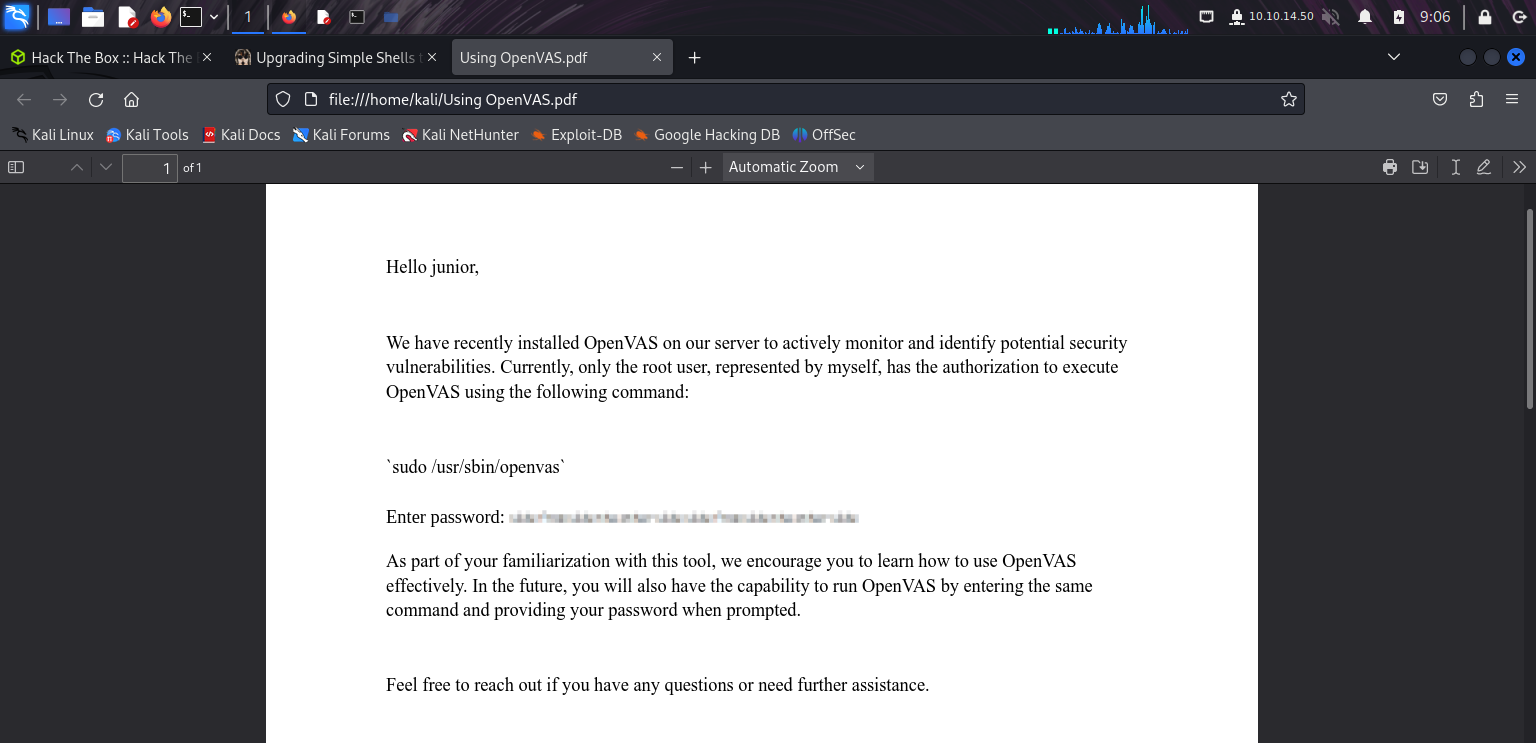 1
10.10.14.50
9:06
Hack The Box :: Hack The
Upgrading Simple Shells
Using OpenVAS.pdf
file:///home/kali/Using OpenVAS.pdf
Kali Linux
Kali Tools
Kali Docs
Kali Forums
Kali NetHunter
Exploit-DB
Google Hacking DB
OffSec
1 of 1
Automatic Zoom
Hello junior,
We have recently installed OpenVAS on our server to actively monitor and identify potential security
vulnerabilities. Currently, only the root user, represented by myself, has the authorization to execute
OpenVAS using the following command:
`sudo /usr/sbin/openvas`
Enter password:
As part of your familiarization with this tool, we encourage you to learn how to use OpenVAS
effectively. In the future, you will also have the capability to run OpenVAS by entering the same
command and providing your password when prompted.
Feel free to reach out if you have any questions or need further assistance.